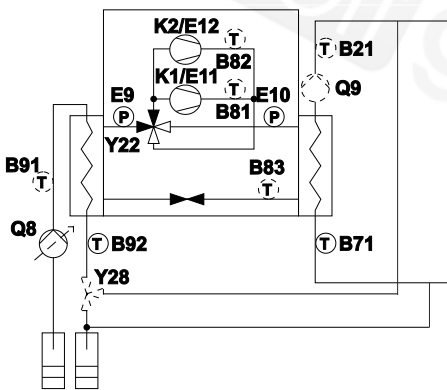 K2/E12
T
B82
K1/E11
T
B81
T B21
Q9
E9
P
E10
P
Y22
B91
T
B83
T
Q8
T B92
T B71
Y28